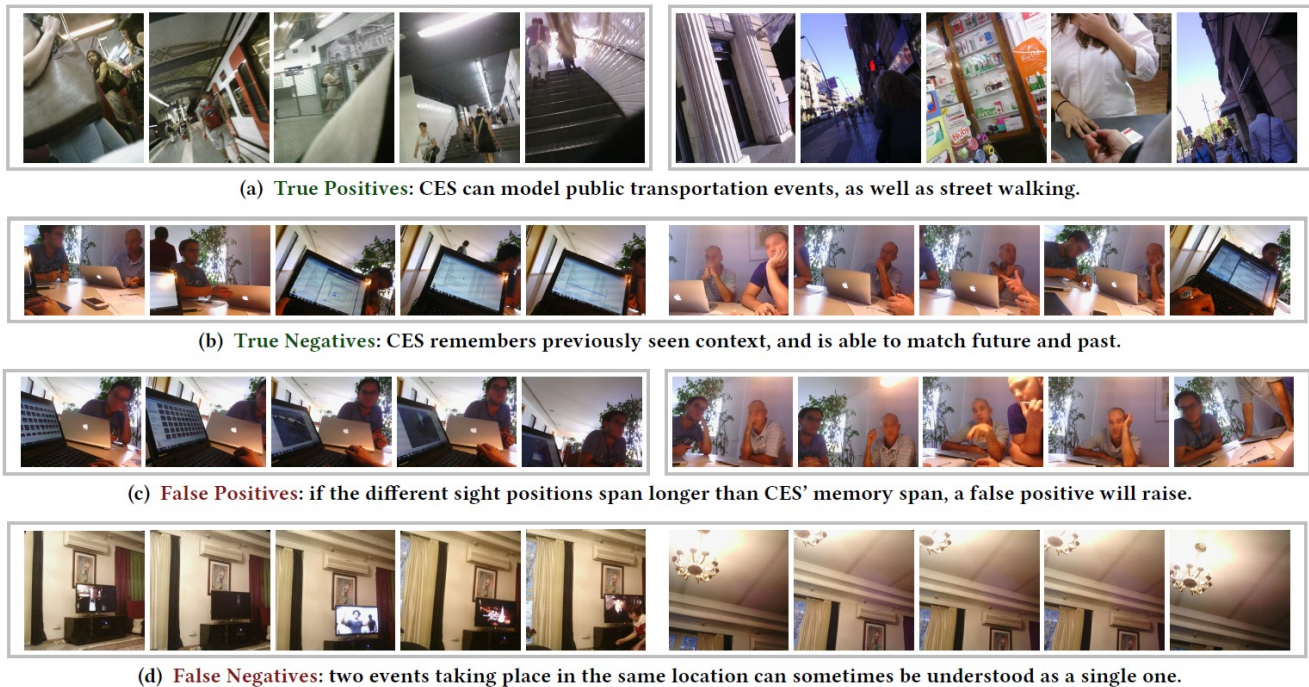 (a) True Positives: CES can model public transportation events, as well as street walking.
(b) True Negatives: CES remembers previously seen context, and is able to match future and past.
(c) False Positives: if the different sight positions span longer than CES’ memory span, a false positive will raise.
(d) False Negatives: two events taking place in the same location can sometimes be understood as a single one.